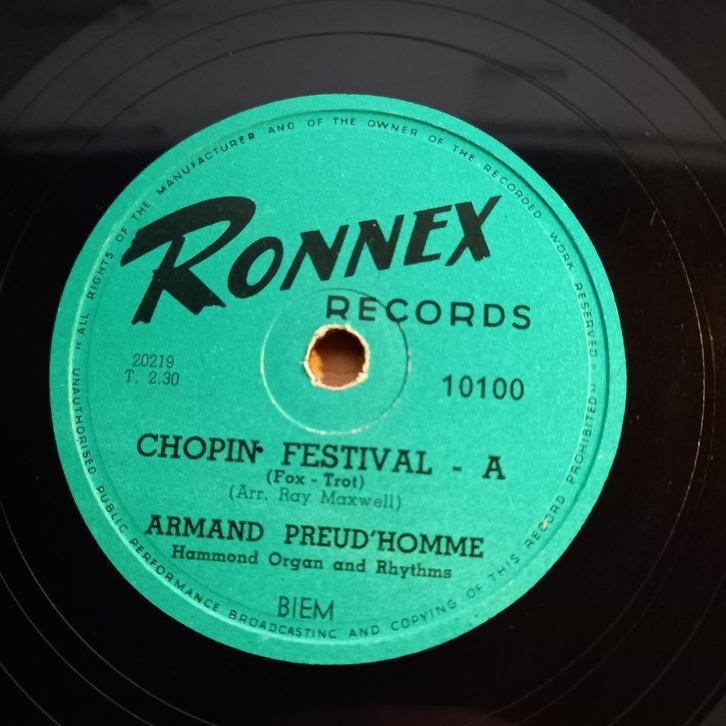 " ALL RIGHTS OF THE MANUFACTURER AND OF THE OWNER OF THE RECORDED WORK RESERVED
RONNEX
RECORDS
20219
T. 2.30
10100
CHOPIN FESTIVAL - A
(Fox - Trot)
(Arr. Ray Maxwell)
ARMAND PREUD'HOMME
Hammond Organ and Rhythms
BIEM
UNAUTHORISED PUBLIC PERFORMANCE BROADCASTING AND COPYING OF THIS RECORD PROHIBITED "